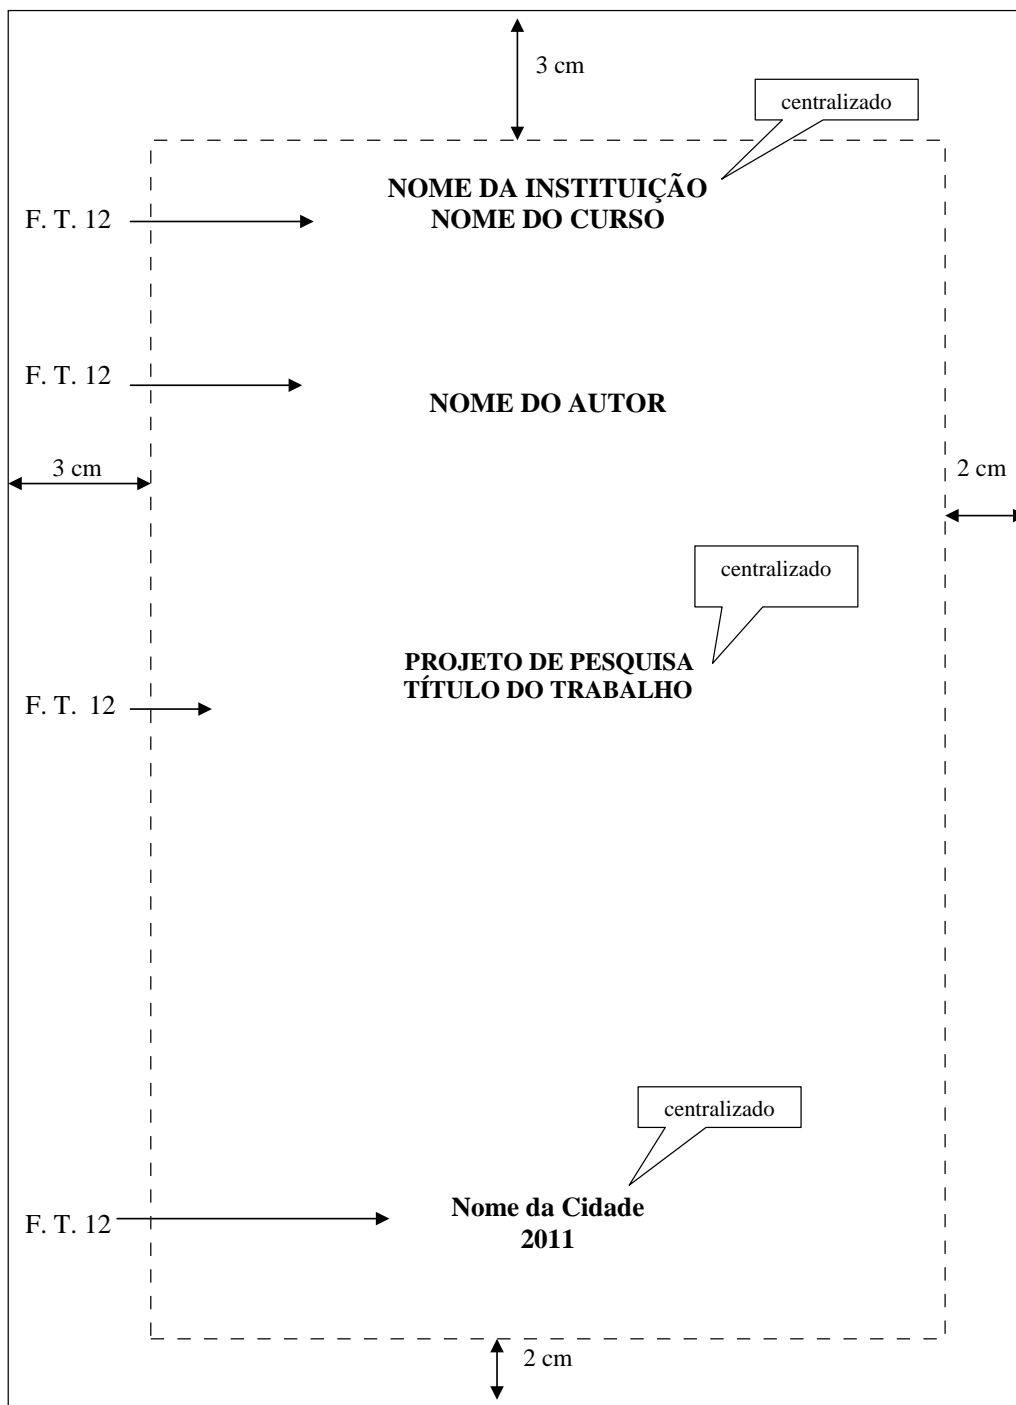 3 cm
centralizado
NOME DA INSTITUIÇÃO
NOME DO CURSO
F. T. 12
F. T. 12
NOME DO AUTOR
3 cm
2 cm
centralizado
PROJETO DE PESQUISA
TÍTULO DO TRABALHO
F. T. 12
centralizado
Nome da Cidade
2011
F. T. 12
2 cm